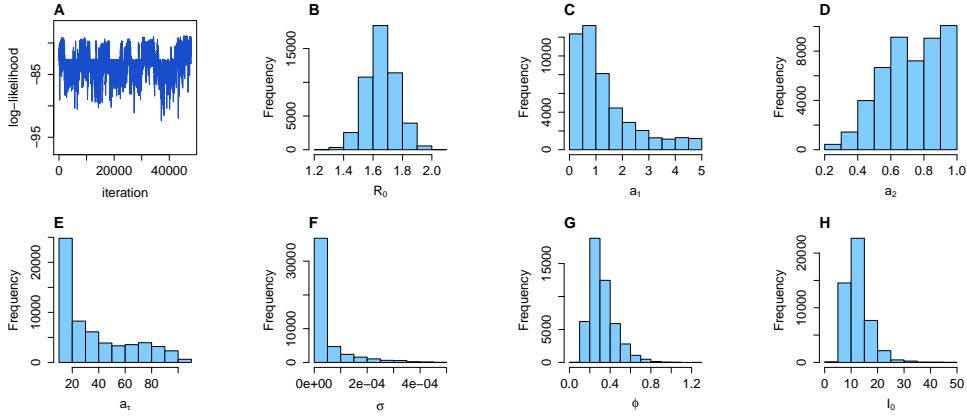 A
log−likelihood
−95
−85
0
20000
40000
iteration
B
Frequency
0
5000
15000
1.2
1.4
1.6
1.8
2.0
R0
C
Frequency
0
4000
10000
0
1
2
3
4
5
a1
D
Frequency
0
4000
8000
0.2
0.4
0.6
0.8
1.0
a2
E
Frequency
0
10000
20000
20
40
60
80
aτ
F
Frequency
0
10000
30000
0e+00
2e−04
4e−04
σ
G
Frequency
0
5000
15000
0.0
0.4
0.8
1.2
ϕ
H
Frequency
0
5000
10000
20000
0
10
20
30
40
50
I0